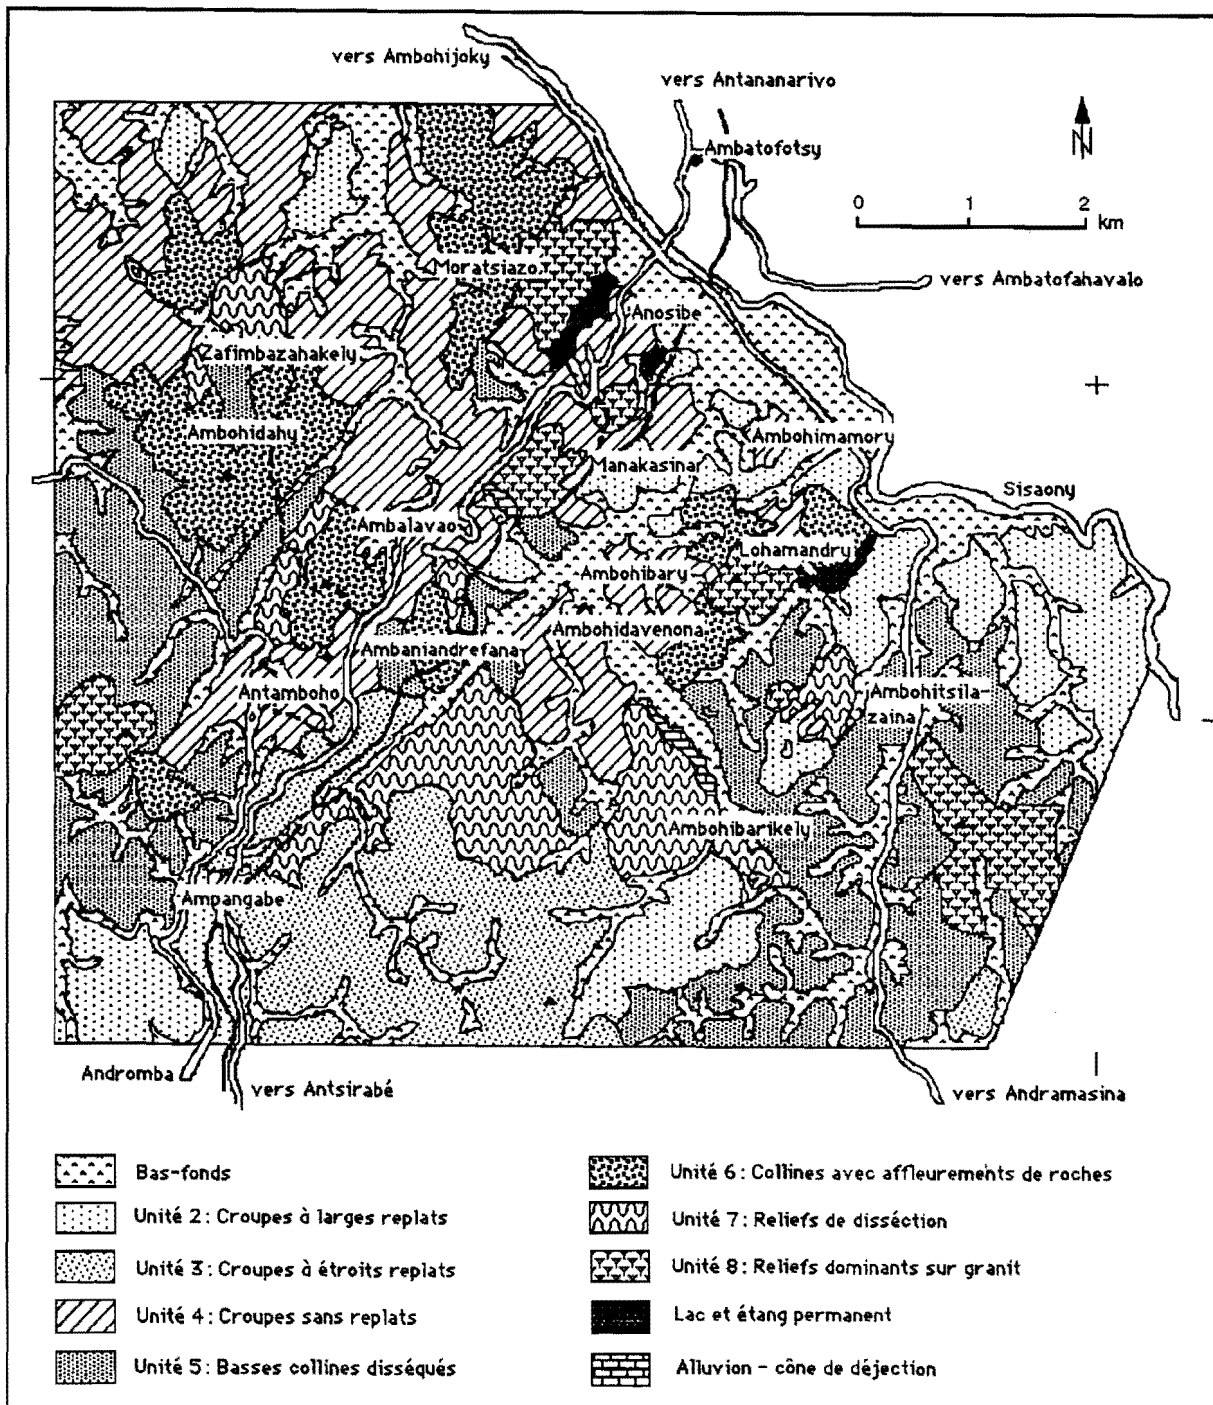 vers Ambohijoky
vers Antananarivo
Ambatofotsy
N
0 1 2
km
vers Ambatofahavalo
Moratsiazo
Anosibe
Zafimbazahakely
Ambohidahy
Ambohimamory
Manakasina
Sisaony
Ambalavao
Lohamandry
Ambohibary
Ambohidavenona
Ambaniandrefana
Antamboho
Ambohitsila-
zaina
Ambohibarikely
Ampangabe
Andromba
vers Antsirabé
vers Andramasina
Bas-fonds
Unité 2 : Croupes à larges replats
Unité 3 : Croupes à étroits replats
Unité 4 : Croupes sans replats
Unité 5 : Basses collines disséqués
Unité 6 : Collines avec affleurements de roches
Unité 7 : Reliefs de disséction
Unité 8 : Reliefs dominants sur granit
Lac et étang permanent
Alluvion - cône de déjection